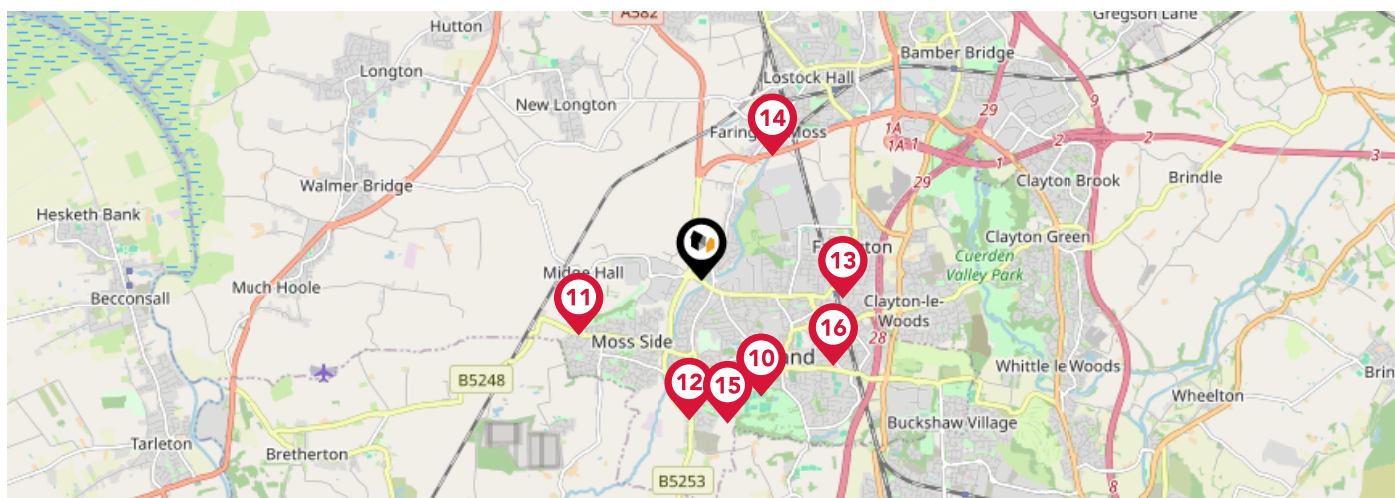 Hutton
A582
Gregson Lane
Bamber Bridge
Longton
Lostock Hall
New Longton
29
9
14
1A
2
2
1A
1
1
3
29
Clayton Brook
Brindle
Walmer Bridge
Hesketh Bank
Clayton Green
Cuerden
Valley Park
13
Midge Hall
Much Hoole
Becconsall
11
Clayton-le-
Woods
16
28
Moss Side
10
Whittle le Woods
B5248
12
15
Wheelton
Buckshaw Village
Tarleton
Bretherton
B5253
8